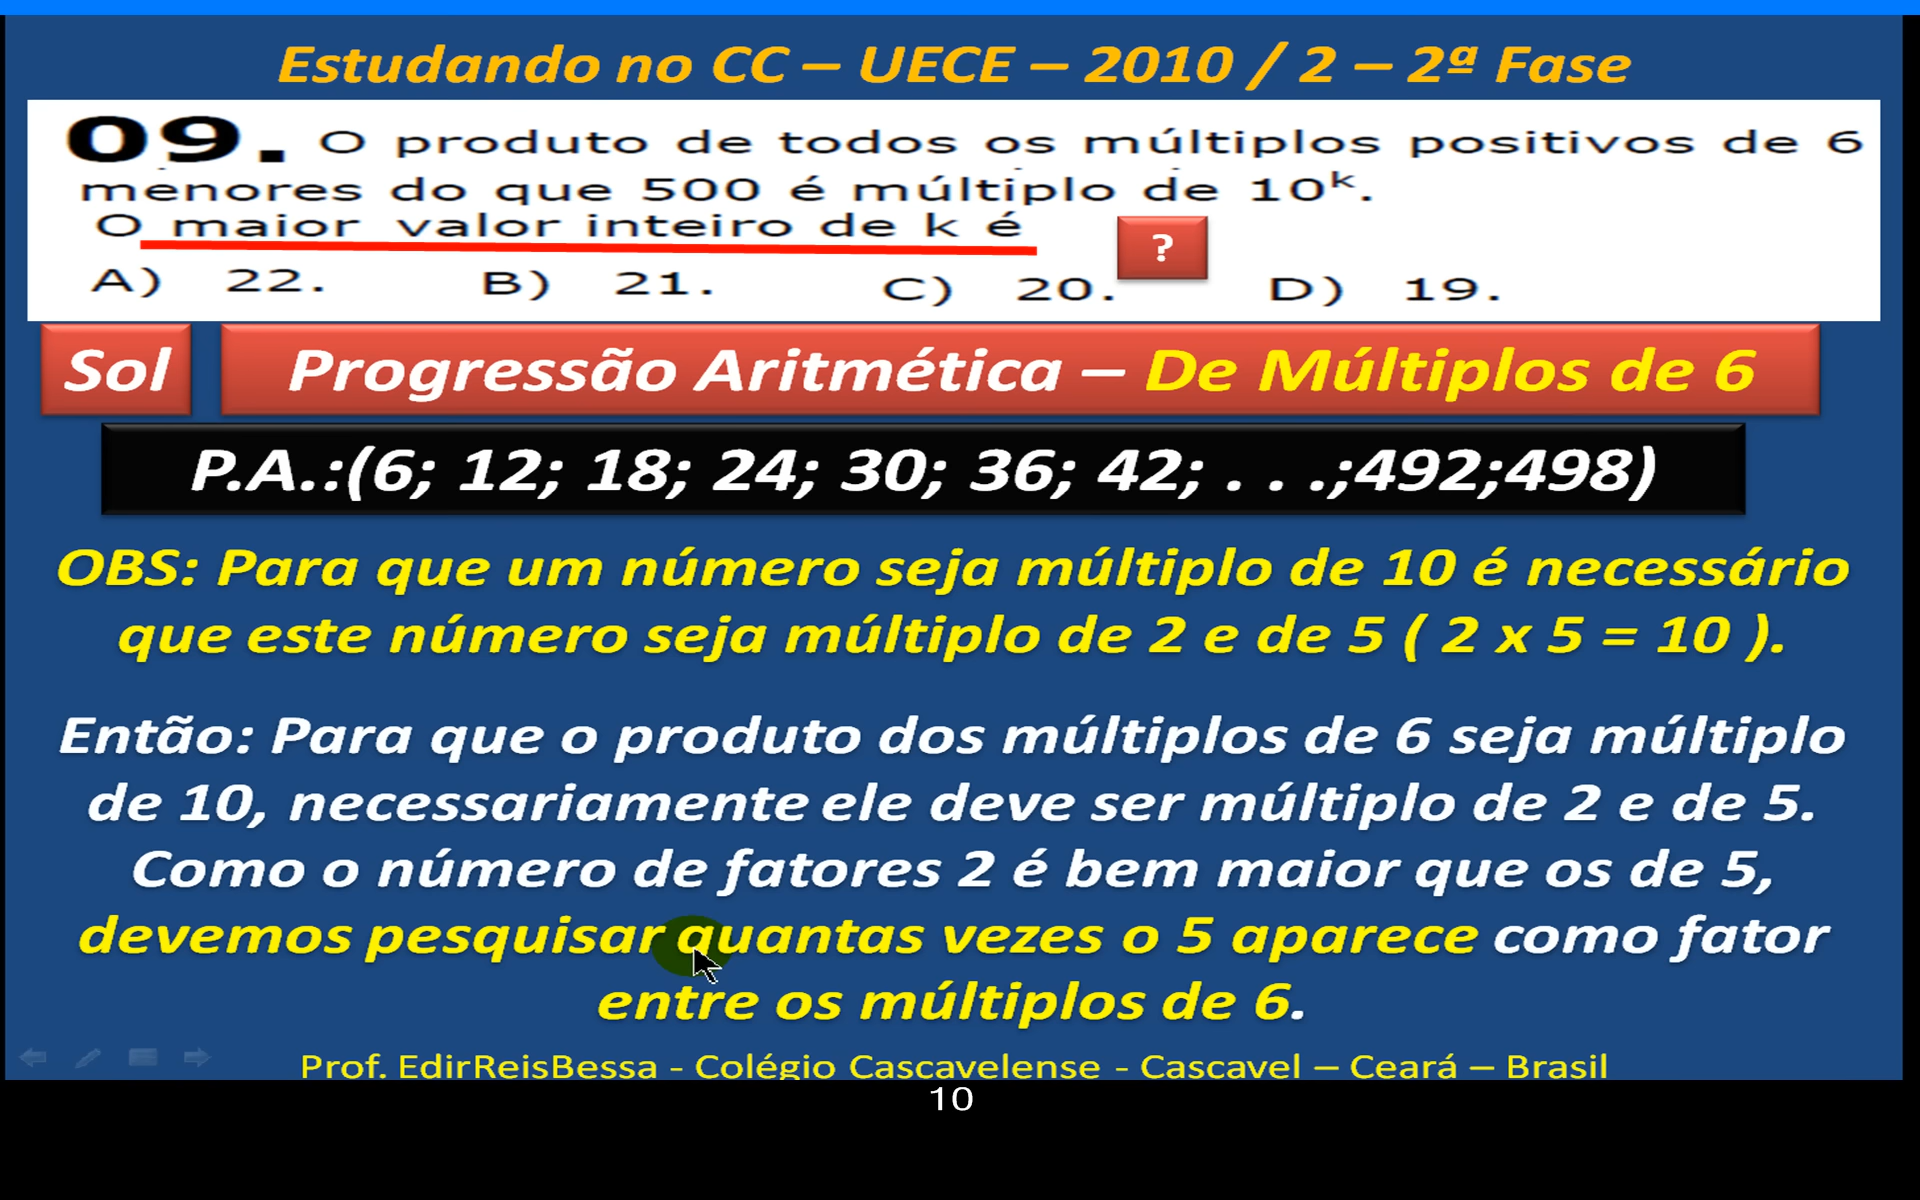 Estudando no CC – UECE – 2010 / 2 – 2ª Fase
09. O produto de todos os múltiplos positivos de 6
menores do que 500 é múltiplo de 10ᵏ.
O maior valor inteiro de k é
?
A) 22. B) 21. C) 20. D) 19.
Sol Progressão Aritmética – De Múltiplos de 6
P.A.:(6; 12; 18; 24; 30; 36; 42; . . .;492;498)
OBS: Para que um número seja múltiplo de 10 é necessário
que este número seja múltiplo de 2 e de 5 ( 2 x 5 = 10 ).
Então: Para que o produto dos múltiplos de 6 seja múltiplo
de 10, necessariamente ele deve ser múltiplo de 2 e de 5.
Como o número de fatores 2 é bem maior que os de 5,
devemos pesquisar quantas vezes o 5 aparece como fator
entre os múltiplos de 6.
Prof. EdirReisBessa - Colégio Cascavelense - Cascavel – Ceará – Brasil
10